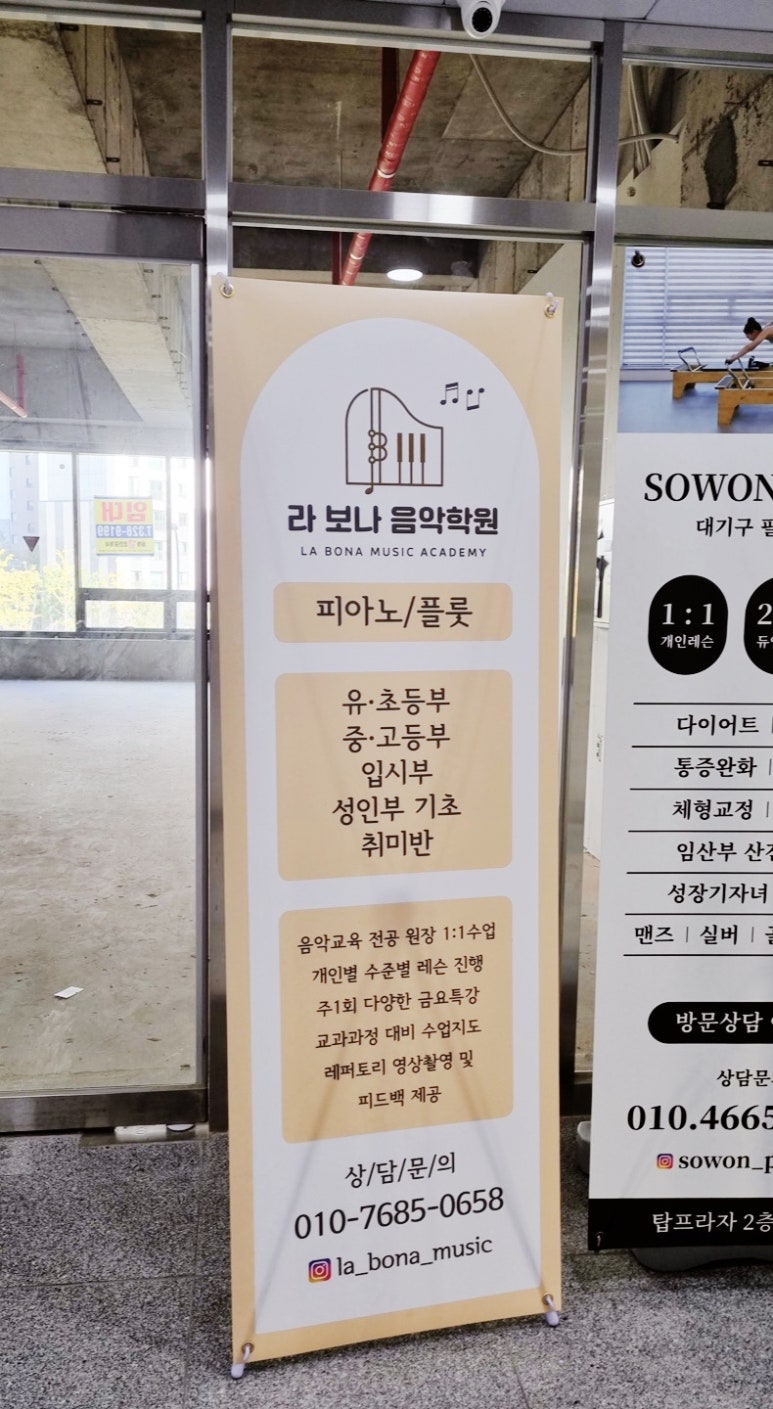 라 보나 음악학원
LA BONA MUSIC ACADEMY
피아노/플룻
유·초등부
중·고등부
입시부
성인부 기초
취미반
음악교육 전공 원장 1:1수업
개인별 수준별 레슨 진행
주1회 다양한 금요특강
교과과정 대비 수업지도
레퍼토리 영상촬영 및
피드백 제공
상/담/문/의
010-7685-0658
la_bona_music
임대
SOWON
대기구
1:1
개인레슨
다이어트 |
통증완화 |
체형교정 |
임산부
성장기자녀
맨즈 | 실버 |
방문상담
상담문
010.4665
sowon_p
탑프라자 2층